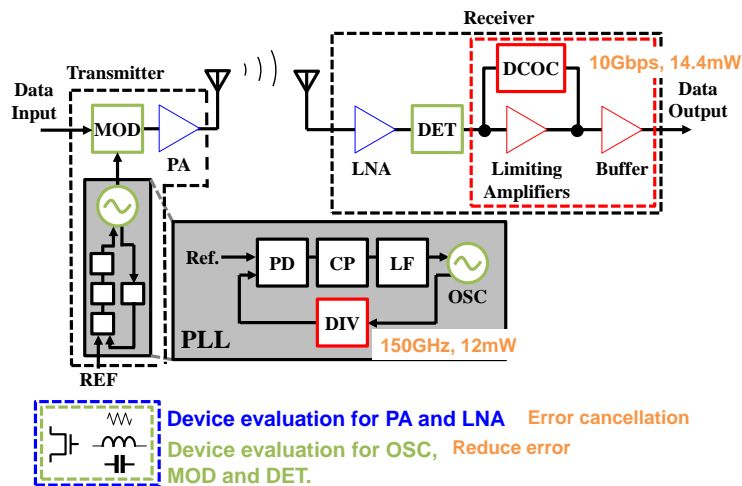 Receiver
Transmitter
DCOC
10Gbps, 14.4mW
Data
Input
Data
Output
MOD
PA
LNA
DET
Limiting
Amplifiers
Buffer
Ref.
PD
CP
LF
OSC
DIV
PLL
150GHz, 12mW
REF
Device evaluation for PA and LNA Error cancellation
Device evaluation for OSC, Reduce error
MOD and DET.